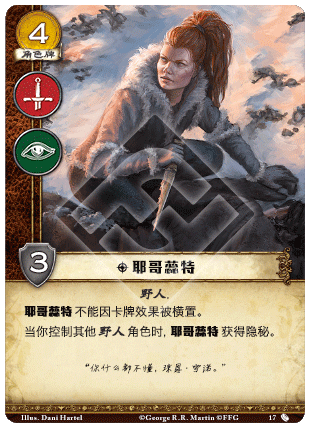 4
角色牌
3
耶哥蕊特
野人.
耶哥蕊特 不能因卡牌效果被横置。
当你控制其他 野人 角色时, 耶哥蕊特 获得隐秘。
“你什么都不懂, 琼恩·雪诺。”
Illus. Dani Hartel ©George R.R. Martin ©FFG 17